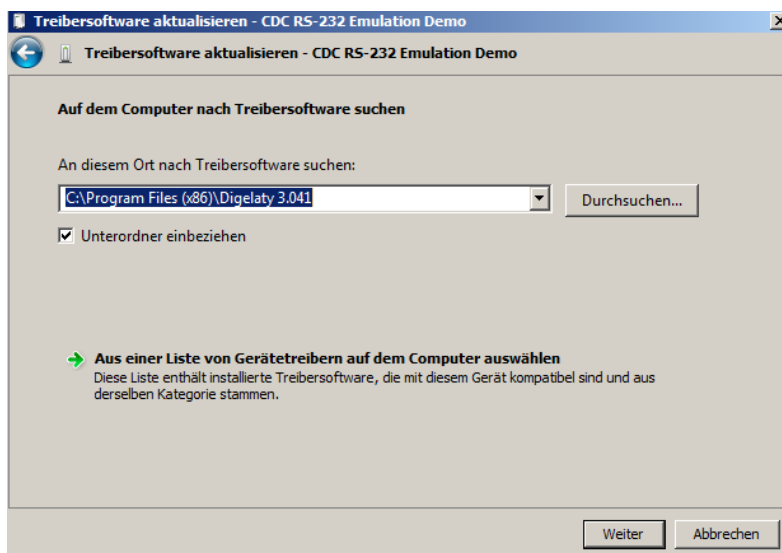 Treibersoftware aktualisieren - CDC RS-232 Emulation Demo
Treibersoftware aktualisieren - CDC RS-232 Emulation Demo
Auf dem Computer nach Treibersoftware suchen
An diesem Ort nach Treibersoftware suchen:
C:\Program Files (x86)\Digelaty 3.041
Durchsuchen...
Unterordner einbeziehen
Aus einer Liste von Gerätetreibern auf dem Computer auswählen
Diese Liste enthält installierte Treibersoftware, die mit diesem Gerät kompatibel sind und aus
derselben Kategorie stammen.
Weiter
Abbrechen